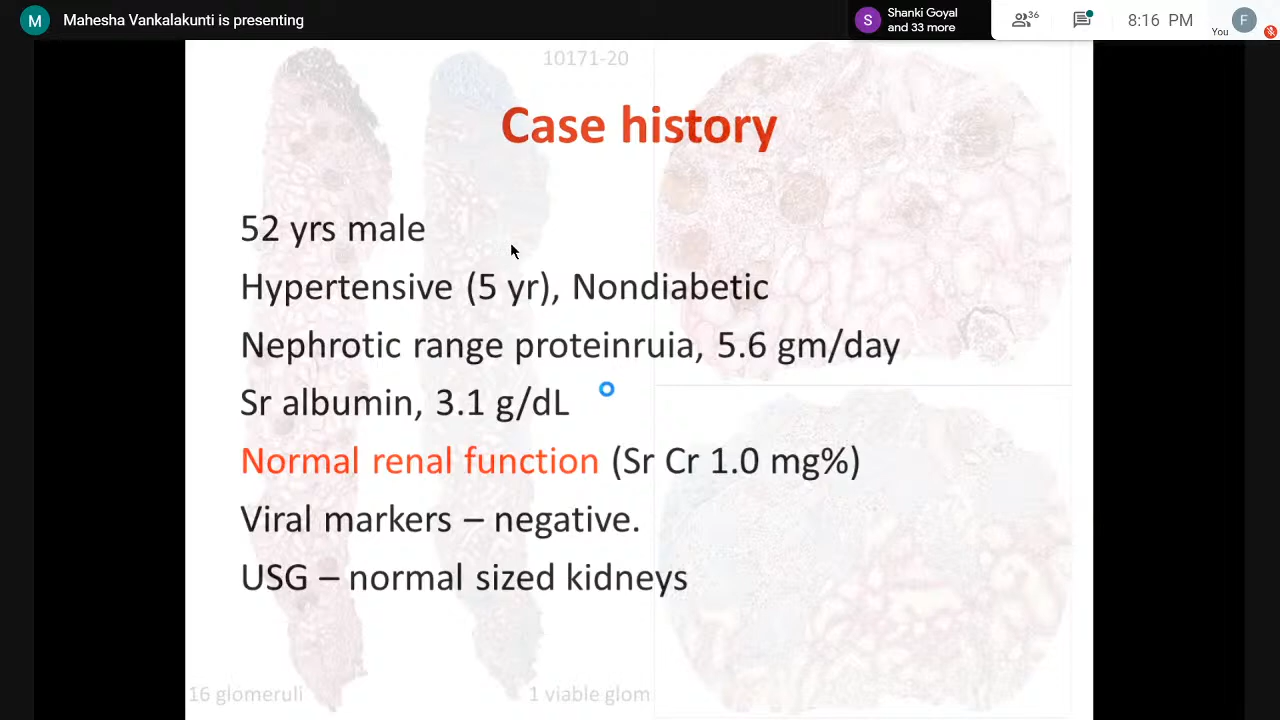 M Mahesha Vankalakunti is presenting
S Shanki Goyal
and 33 more
36
8:16 PM
You
F
10171-20
Case history
52 yrs male
Hypertensive (5 yr), Nondiabetic
Nephrotic range proteinruia, 5.6 gm/day
Sr albumin, 3.1 g/dL
Normal renal function (Sr Cr 1.0 mg%)
Viral markers – negative.
USG – normal sized kidneys
16 glomeruli
1 viable glom